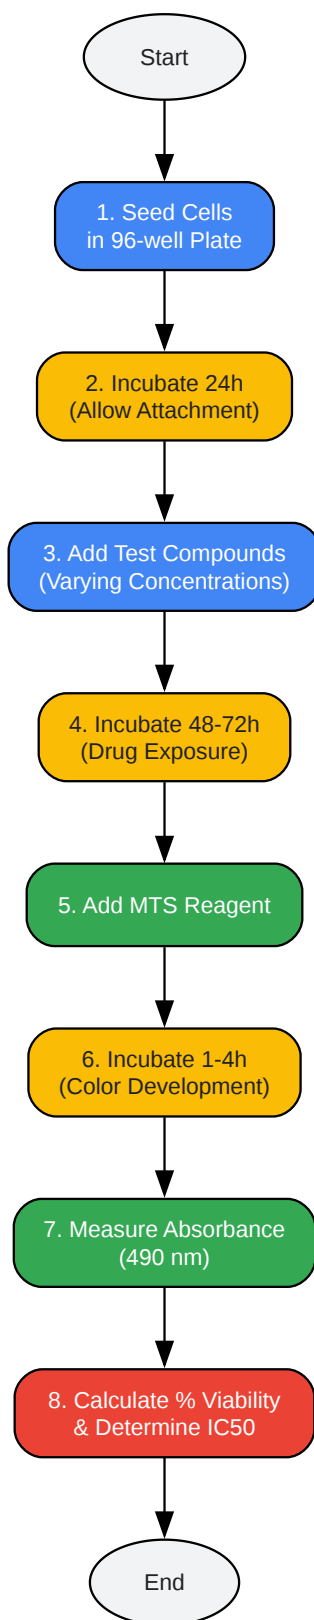 Start
1. Seed Cells
in 96-well Plate
2. Incubate 24h
(Allow Attachment)
3. Add Test Compounds
(Varying Concentrations)
4. Incubate 48-72h
(Drug Exposure)
5. Add MTS Reagent
6. Incubate 1-4h
(Color Development)
7. Measure Absorbance
(490 nm)
8. Calculate % Viability
& Determine IC50
End